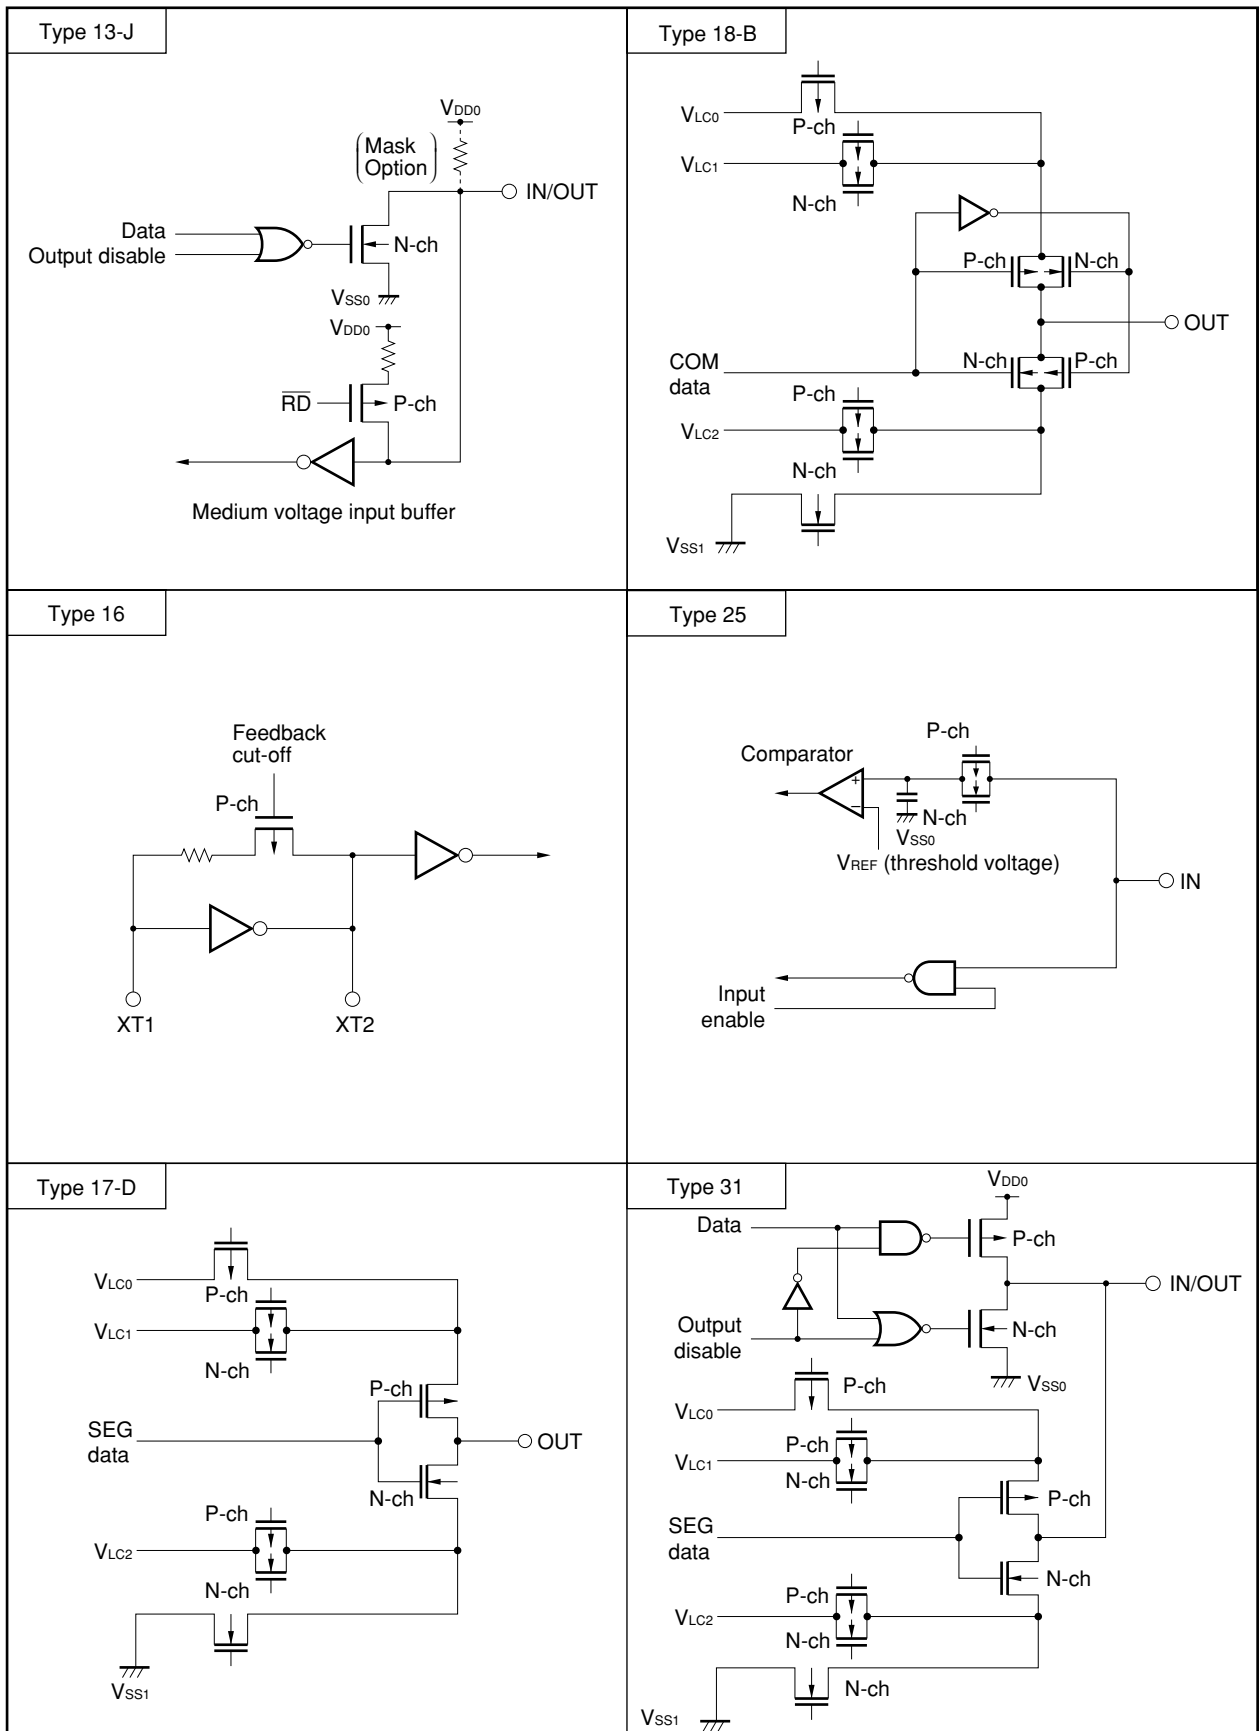 Type 13-J
VDD0
(Mask
Option)
IN/OUT
Data
Output disable
N-ch
VSS0
VDD0
RD
P-ch
Medium voltage input buffer
Type 18-B
VLC0
P-ch
VLC1
N-ch
P-ch
N-ch
OUT
COM
data
N-ch
P-ch
P-ch
VLC2
N-ch
VSS1
Type 16
Feedback
cut-off
P-ch
XT1
XT2
Type 25
P-ch
Comparator
+
−
N-ch
VSS0
VREF (threshold voltage)
IN
Input
enable
Type 17-D
VLC0
P-ch
VLC1
N-ch
P-ch
SEG
data
OUT
N-ch
P-ch
VLC2
N-ch
VSS1
Type 31
VDD0
Data
P-ch
IN/OUT
Output
disable
N-ch
VSS0
P-ch
VLC0
P-ch
VLC1
N-ch
P-ch
SEG
data
N-ch
P-ch
VLC2
N-ch
N-ch
VSS1